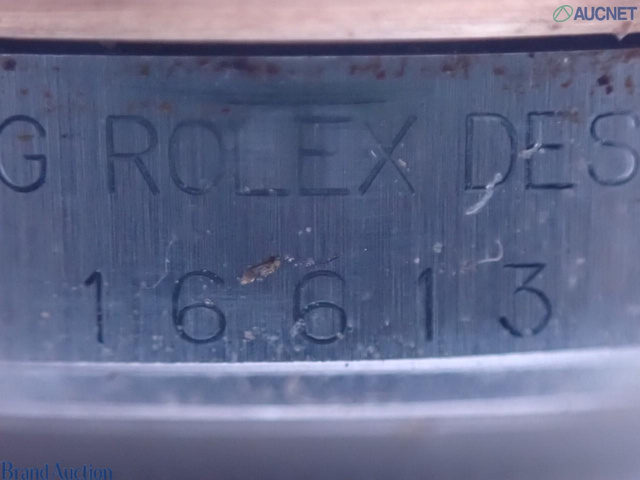 AUCNET
G ROLEX DES
16613
Brand Auction